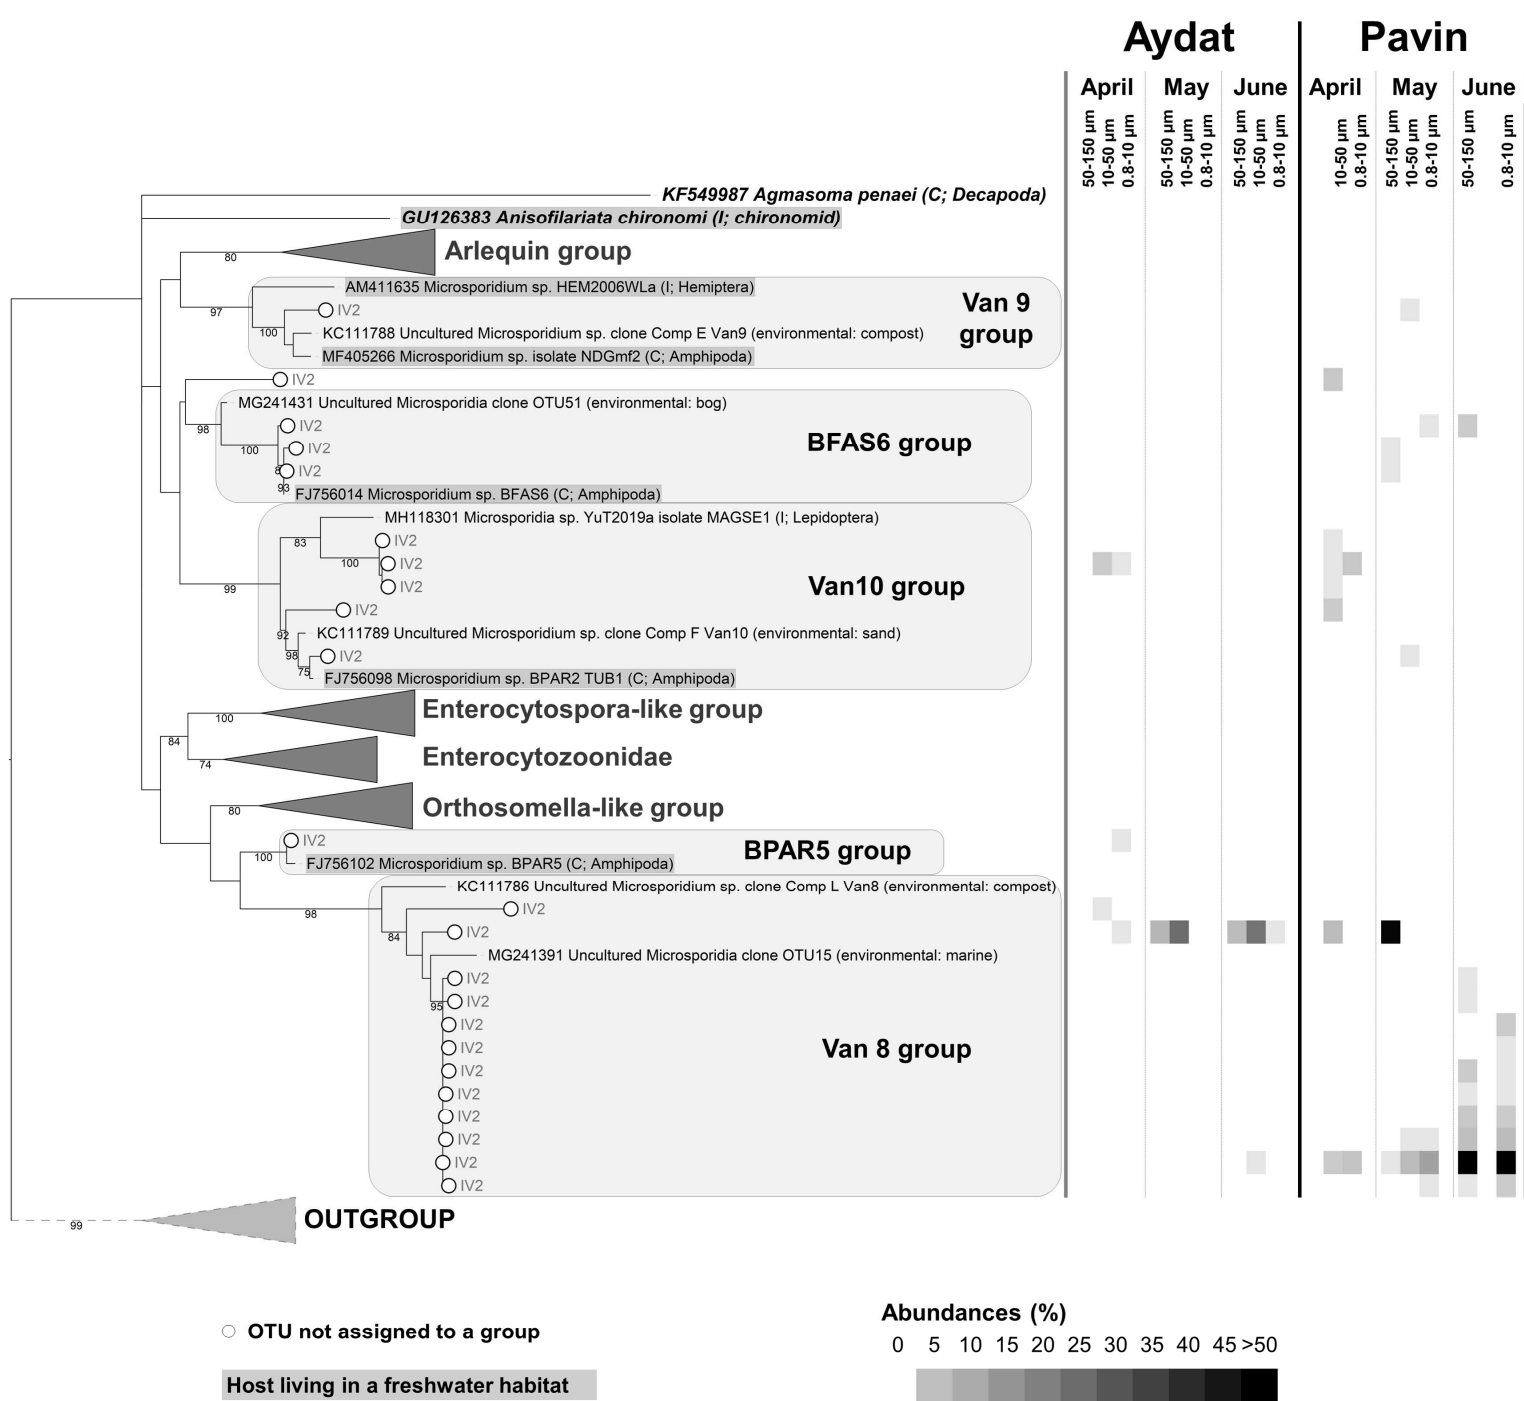 Aydat Pavin
April May June April May June
50-150 µm 10-50 µm 0.8-10 µm 50-150 µm 10-50 µm 0.8-10 µm 50-150 µm 10-50 µm 0.8-10 µm 10-50 µm 0.8-10 µm 50-150 µm 10-50 µm 0.8-10 µm 50-150 µm 0.8-10 µm
KF549987 Agmasoma penaei (C; Decapoda)
GU126383 Anisofilariata chironomi (I; chironomid)
80 Arlequin group
AM411635 Microsporidium sp. HEM2006WLa (I; Hemiptera)
Van 9
group
97
IV2
100
KC111788 Uncultured Microsporidium sp. clone Comp E Van9 (environmental: compost)
MF405266 Microsporidium sp. isolate NDGmf2 (C; Amphipoda)
IV2
MG241431 Uncultured Microsporidia clone OTU51 (environmental: bog)
98
IV2
BFAS6 group
100
IV2
IV2
93
FJ756014 Microsporidium sp. BFAS6 (C; Amphipoda)
MH118301 Microsporidia sp. YuT2019a isolate MAGSE1 (I; Lepidoptera)
83
IV2
100
IV2
99
IV2
Van10 group
IV2
92
KC111789 Uncultured Microsporidium sp. clone Comp F Van10 (environmental: sand)
98
IV2
75
FJ756098 Microsporidium sp. BPAR2 TUB1 (C; Amphipoda)
100 Enterocytospora-like group
84
74 Enterocytozoonidae
80 Orthosomella-like group
IV2
BPAR5 group
100
FJ756102 Microsporidium sp. BPAR5 (C; Amphipoda)
KC111786 Uncultured Microsporidium sp. clone Comp L Van8 (environmental: compost)
98
IV2
84
IV2
MG241391 Uncultured Microsporidia clone OTU15 (environmental: marine)
IV2
95
IV2
IV2
IV2
Van 8 group
IV2
IV2
IV2
IV2
IV2
IV2
99 OUTGROUP
Abundances (%)
OTU not assigned to a group
0 5 10 15 20 25 30 35 40 45 >50
Host living in a freshwater habitat